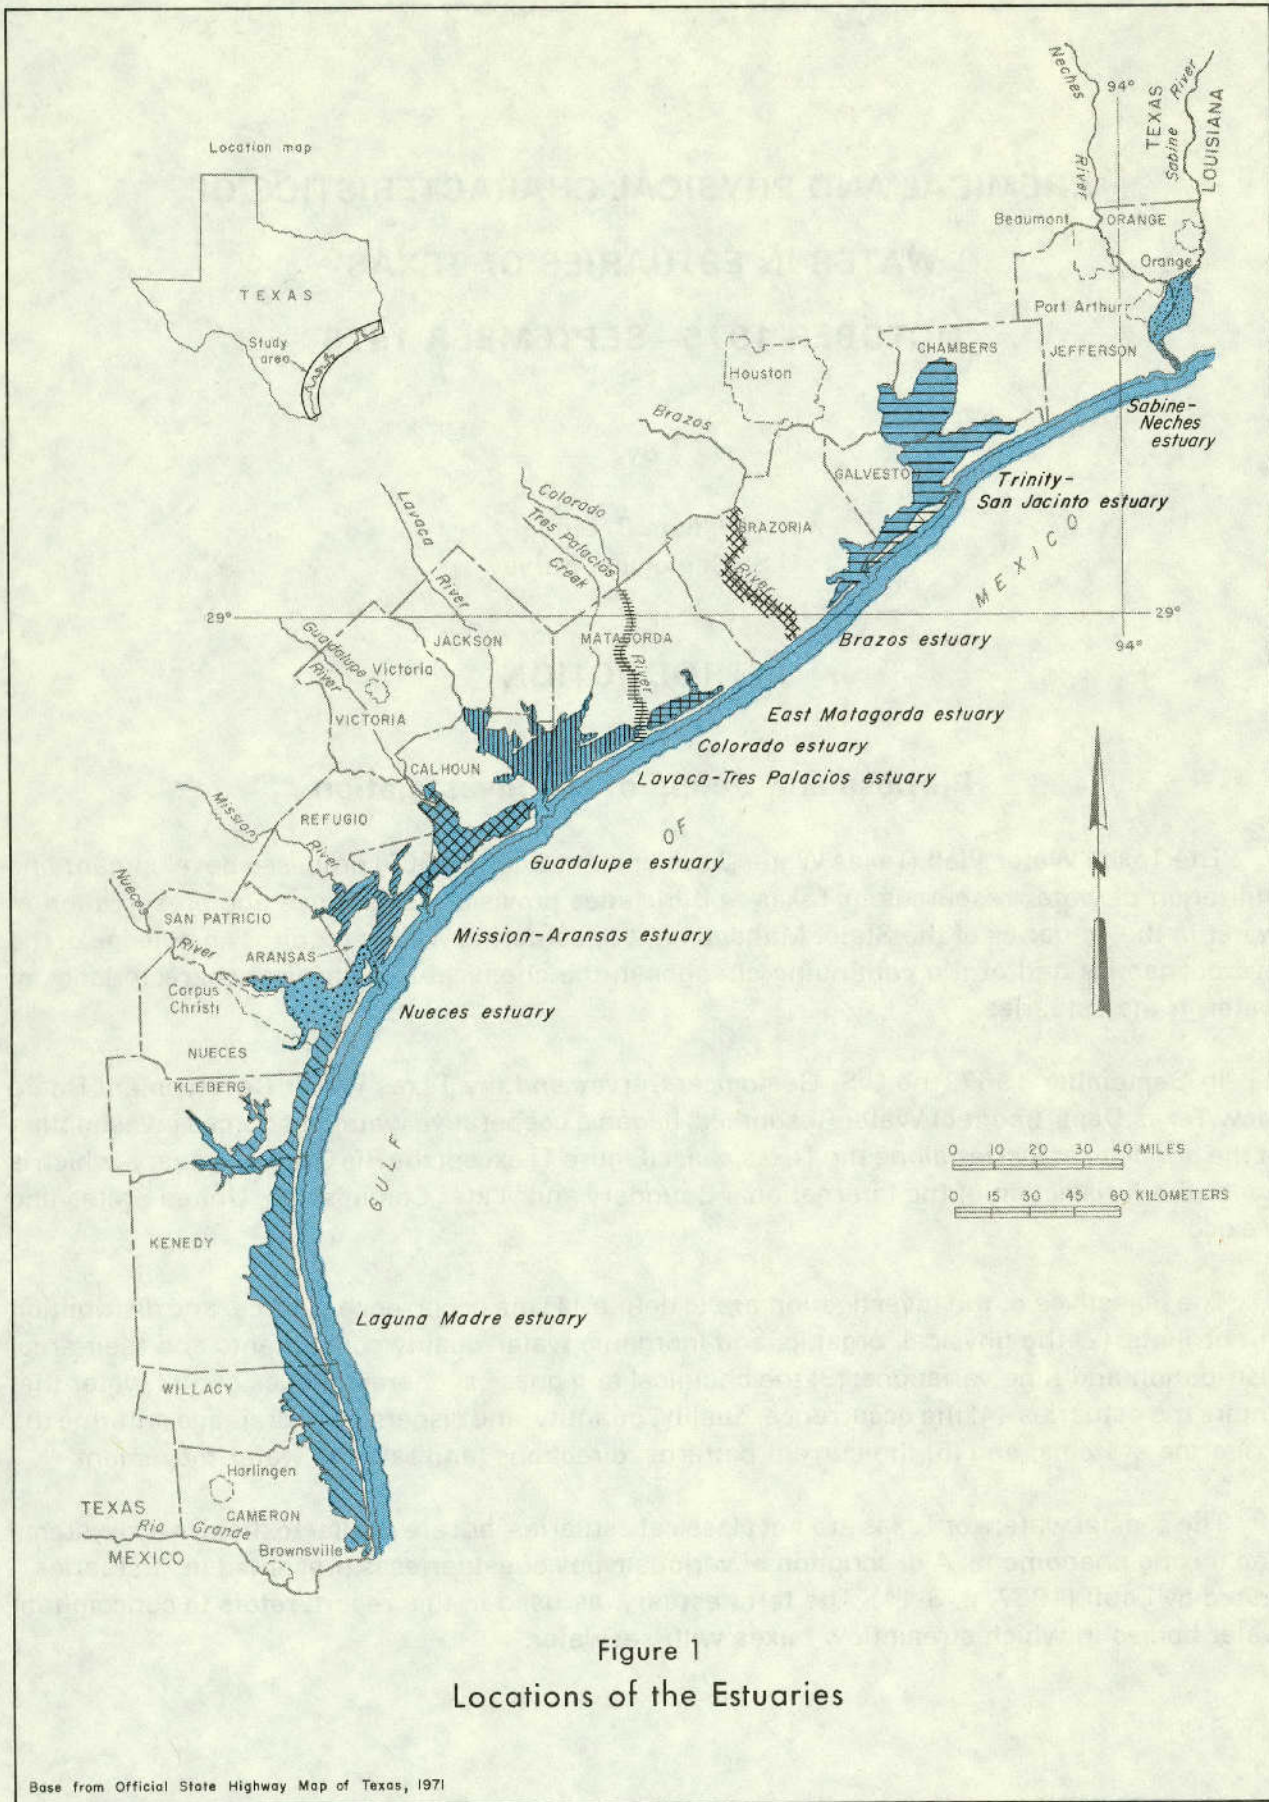 Location map
TEXAS
Study
area
Neches
River
94°
TEXAS
Sabine
River
LOUISIANA
Beaumont
ORANGE
Orange
Port Arthur
CHAMBERS
JEFFERSON
Houston
Sabine-
Neches
estuary
Brazos
River
GALVESTON
Trinity-
San Jacinto estuary
BRAZORIA
Lavaca
River
Colorado
River
Tres Palacios
Creek
GULF
OF
MEXICO
29°
29°
94°
JACKSON
MATAGORDA
Brazos estuary
Guadalupe
River
Victoria
VICTORIA
East Matagorda estuary
Colorado estuary
Lavaca-Tres Palacios estuary
CALHOUN
Mission
River
REFUGIO
Guadalupe estuary
N
Nueces
River
SAN PATRICIO
ARANSAS
Mission-Aransas estuary
Corpus
Christi
Nueces estuary
NUECES
KLEBERG
0 10 20 30 40 MILES
0 15 30 45 60 KILOMETERS
KENEDY
Laguna Madre estuary
WILLACY
Harlingen
TEXAS
CAMERON
Rio Grande
MEXICO
Brownsville
Figure 1
Locations of the Estuaries
Base from Official State Highway Map of Texas, 1971